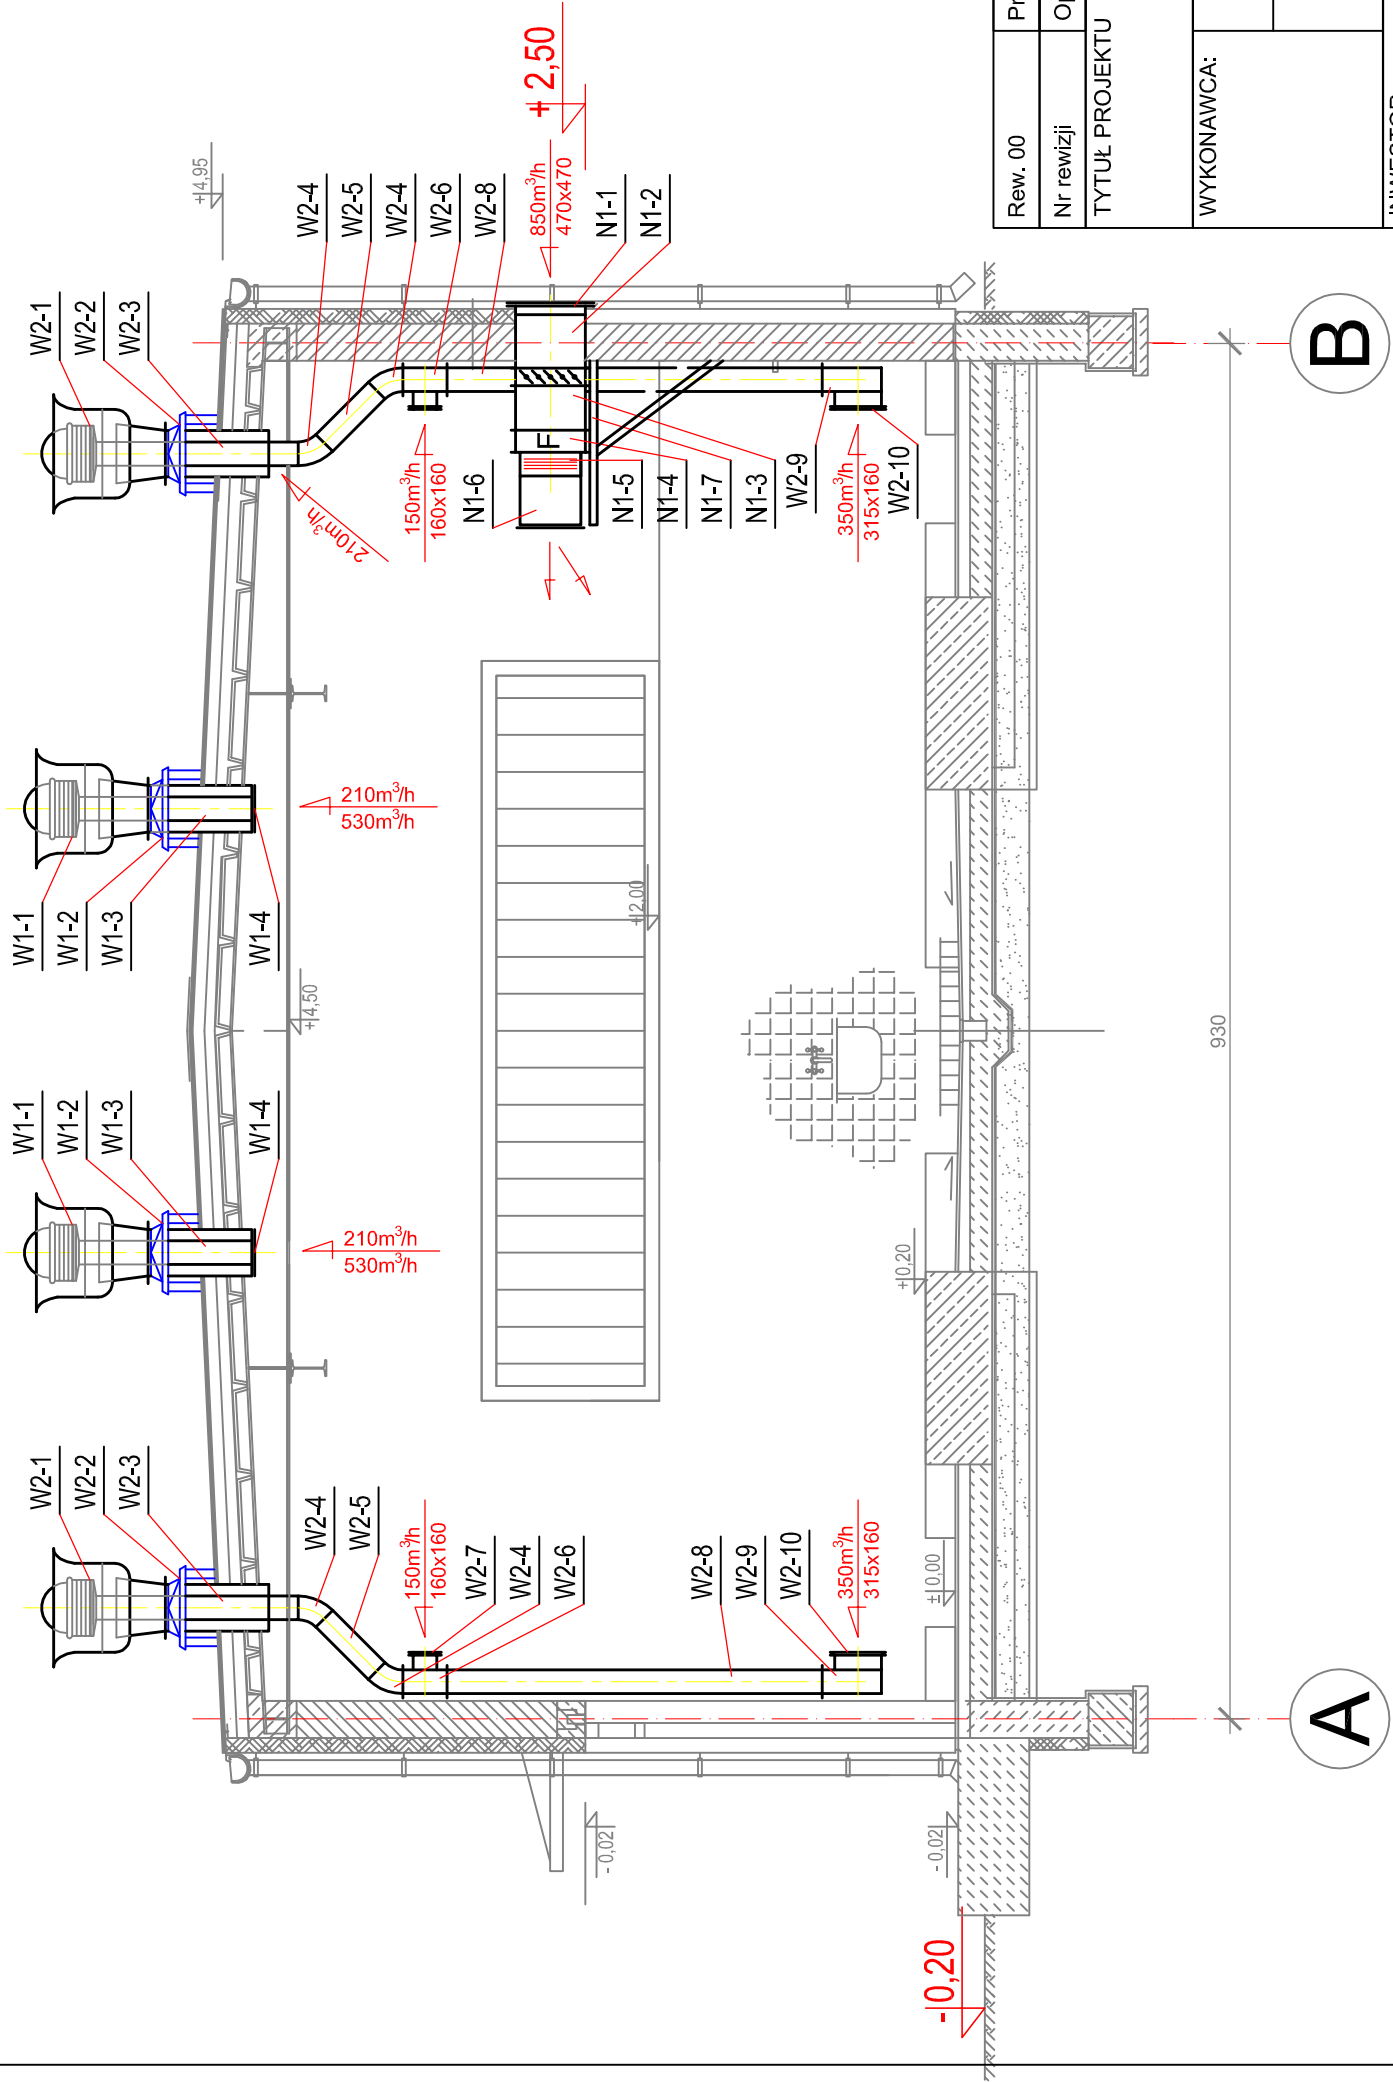 W2-1
W2-2
W2-3
W2-4
W2-5
150m³/h
160x160
W2-7
W2-4
W2-6
W2-8
W2-9
W2-10
350m³/h
315x160
W1-1
W1-2
W1-3
W1-4
210m³/h
530m³/h
W1-1
W1-2
W1-3
W1-4
210m³/h
530m³/h
+4,50
+2,00
+0,20
±0,00
- 0,02
- 0,02
- 0,20
W2-1
W2-2
W2-3
+4,95
W2-4
W2-5
W2-4
W2-6
W2-8
210m³/h
150m³/h
160x160
850m³/h
470x470
+ 2,50
N1-1
N1-2
N1-6
F
N1-5
N1-4
N1-7
N1-3
W2-9
350m³/h
315x160
W2-10
930
A
B
Rew. 00
Pr
Nr rewizji
Op
TYTUŁ PROJEKTU
WYKONAWCA: